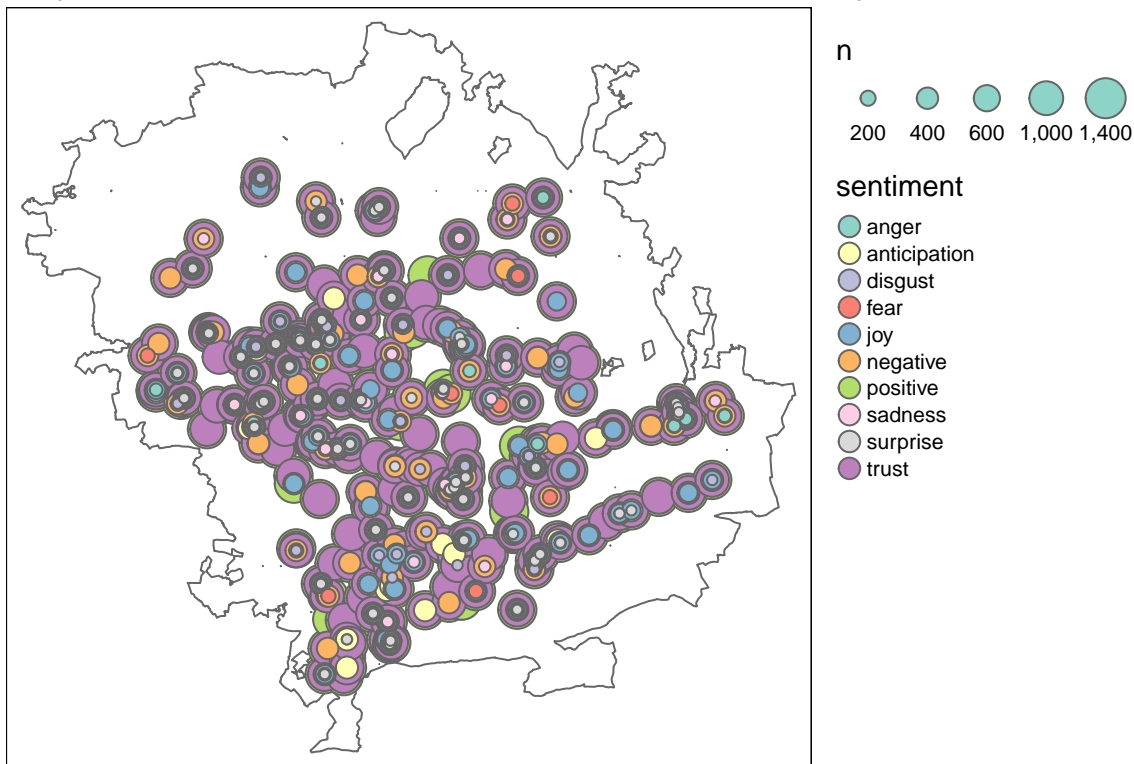 n
200 400 600 1,000 1,400
sentiment
anger
anticipation
disgust
fear
joy
negative
positive
sadness
surprise
trust